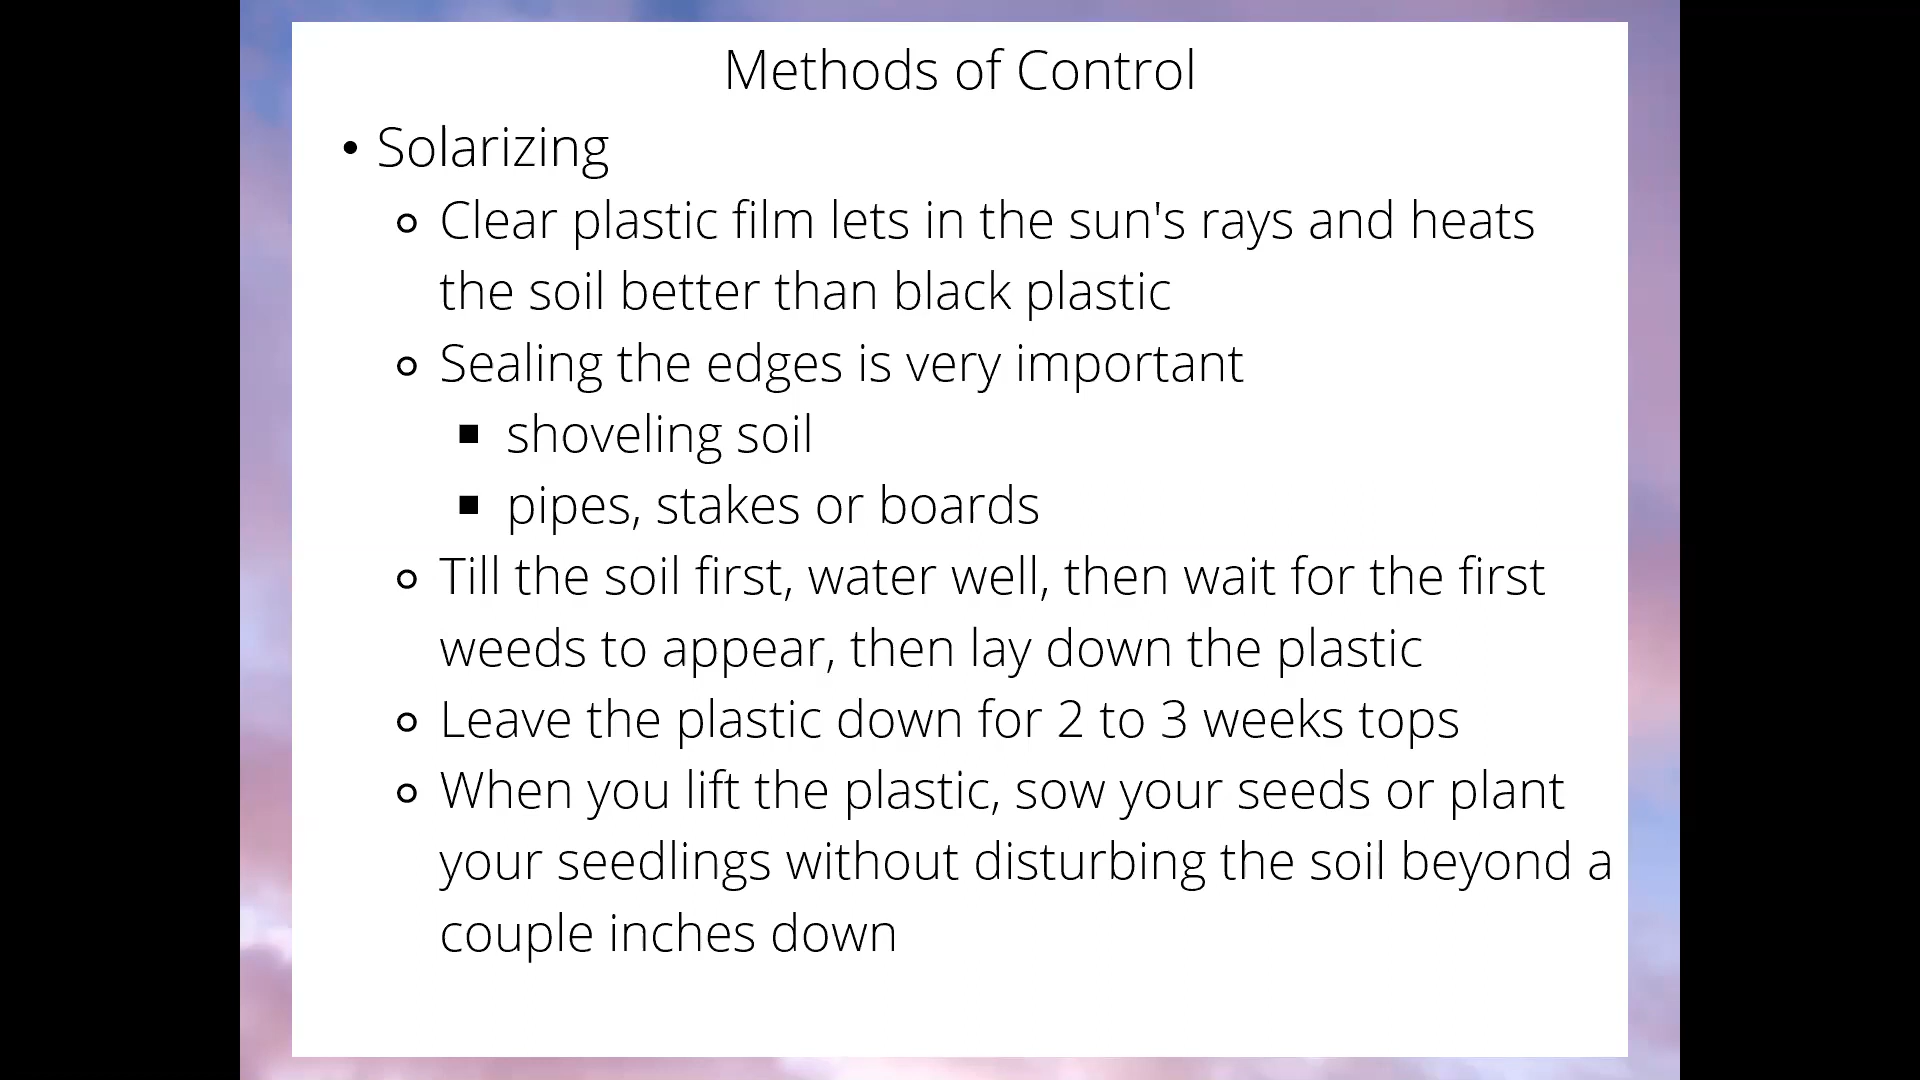 Methods of Control
• Solarizing
○ Clear plastic film lets in the sun's rays and heats
the soil better than black plastic
○ Sealing the edges is very important
■ shoveling soil
■ pipes, stakes or boards
○ Till the soil first, water well, then wait for the first
weeds to appear, then lay down the plastic
○ Leave the plastic down for 2 to 3 weeks tops
○ When you lift the plastic, sow your seeds or plant
your seedlings without disturbing the soil beyond a
couple inches down